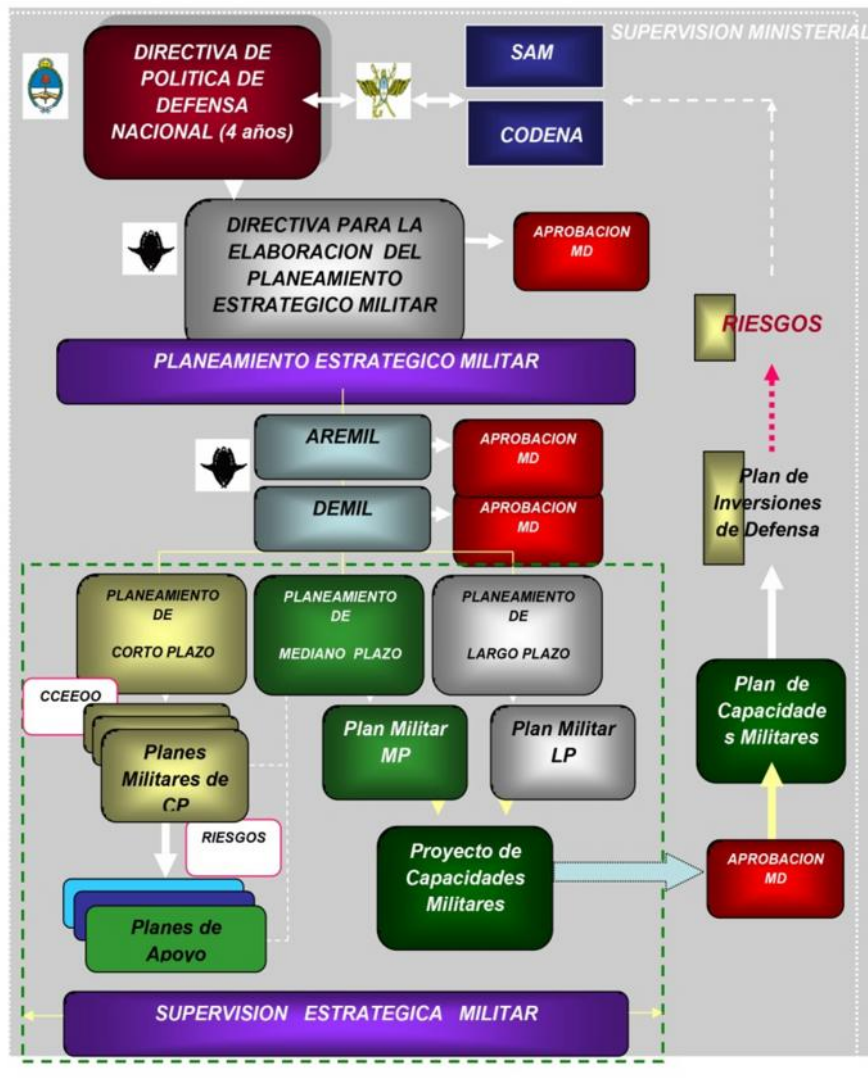 SUPERVISION MINISTERIAL
DIRECTIVA DE
POLITICA DE
DEFENSA
NACIONAL (4 años)
SAM
CODENA
DIRECTIVA PARA LA
ELABORACION DEL
PLANEAMIENTO
ESTRATEGICO MILITAR
APROBACION
MD
RIESGOS
PLANEAMIENTO ESTRATEGICO MILITAR
AREMIL
APROBACION
MD
DEMIL
APROBACION
MD
Plan de
Inversiones
de Defensa
PLANEAMIENTO
DE
CORTO PLAZO
PLANEAMIENTO
DE
MEDIANO PLAZO
PLANEAMIENTO
DE
LARGO PLAZO
CCEEOO
Planes
Militares de
CP
Plan Militar
MP
Plan Militar
LP
Plan de
Capacidade
s Militares
RIESGOS
Proyecto de
Capacidades
Militares
APROBACION
MD
Planes de
Apoyo
SUPERVISION ESTRATEGICA MILITAR